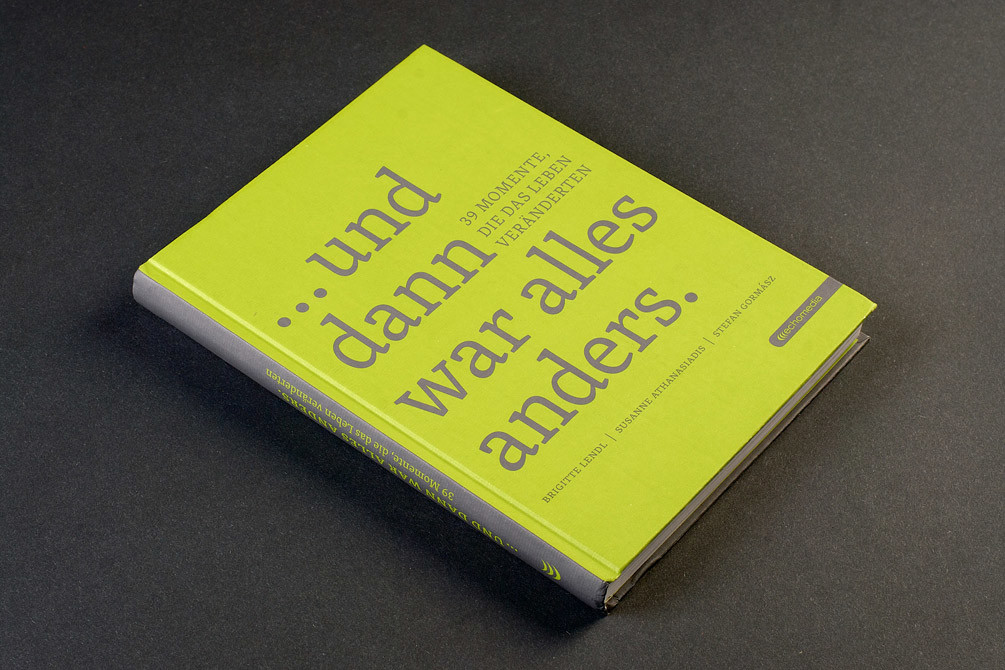 ...und
dann
war alles
anders.
39 MOMENTE,
DIE DAS LEBEN
VERÄNDERTEN
BRIGITTE LENDL | SUSANNE ATHANASIADIS | STEFAN GORMÁSZ
echomedia
... UND DANN WAR ALLES ANDERS.
39 Momente, die das Leben veränderten